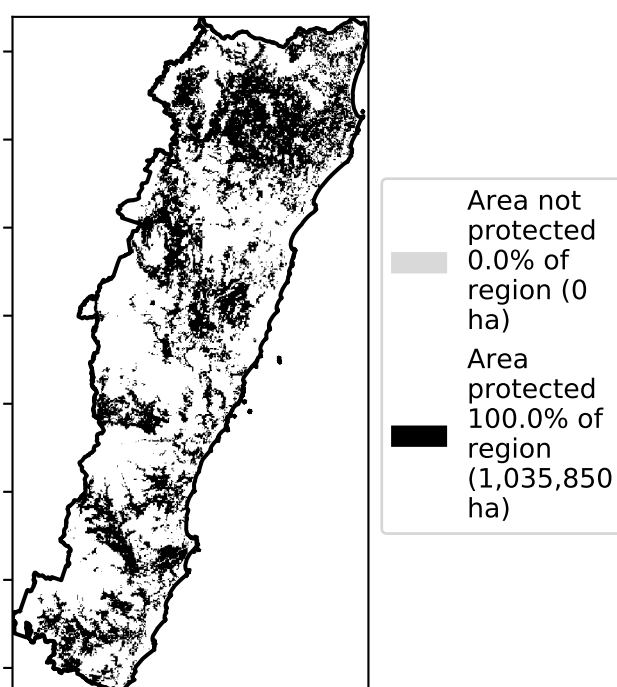 Area not
protected
0.0% of
region (0
ha)
Area
protected
100.0% of
region
(1,035,850
ha)